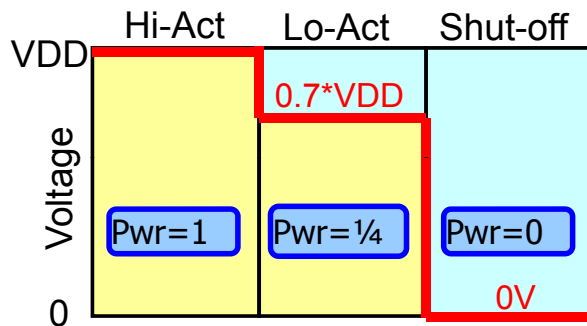 Hi-Act Lo-Act Shut-off
VDD
0.7*VDD
Voltage
Pwr=1 Pwr=¼ Pwr=0
0V
0